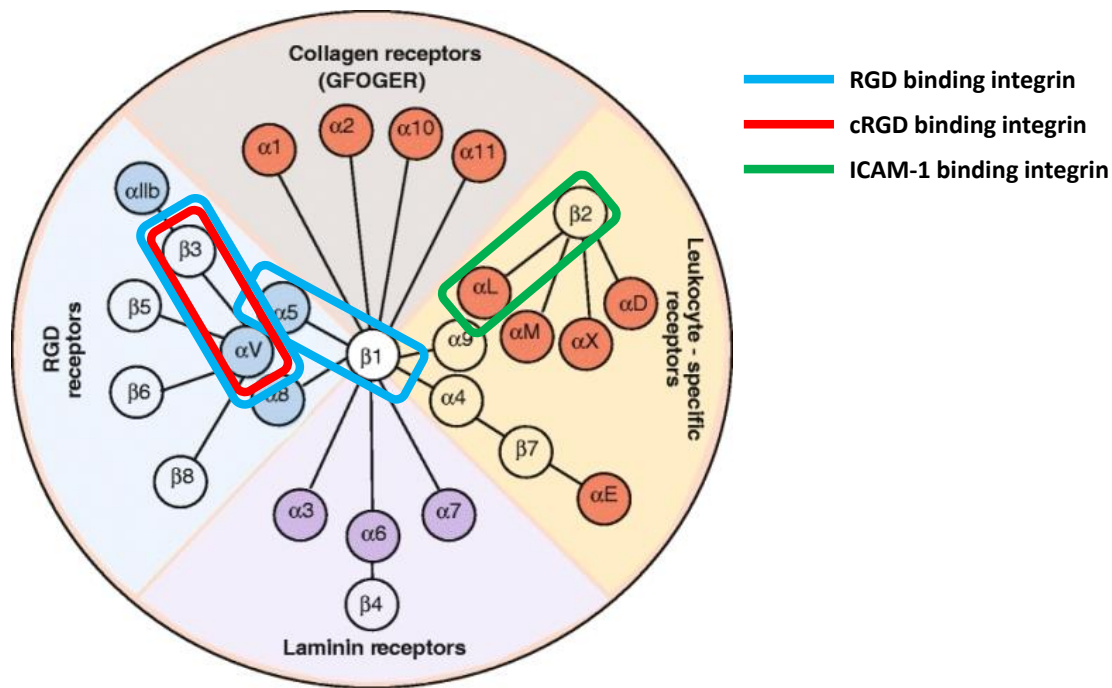 Collagen receptors
(GFOGER)
α1
α2
α10
α11
αIIb
β3
β5
αV
α5
β6
α8
β8
RGD
receptors
β1
β2
αL
αM
αX
αD
α9
α4
β7
αE
Leukocyte - specific
receptors
α3
α6
α7
β4
Laminin receptors
RGD binding integrin
cRGD binding integrin
ICAM-1 binding integrin